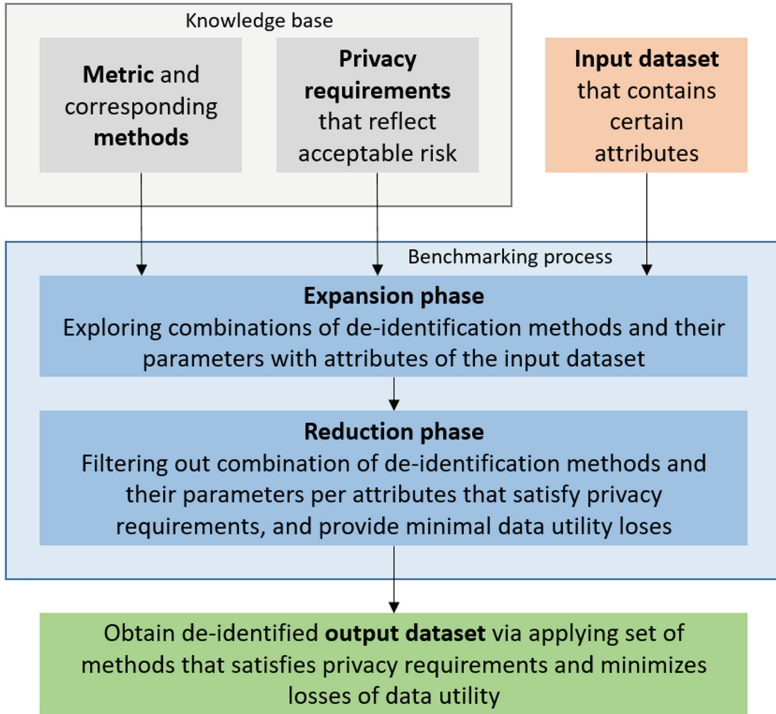 Knowledge base
Metric and
corresponding
methods
Privacy
requirements
that reflect
acceptable risk
Input dataset
that contains
certain
attributes
Benchmarking process
Expansion phase
Exploring combinations of de-identification methods and their
parameters with attributes of the input dataset
Reduction phase
Filtering out combination of de-identification methods and
their parameters per attributes that satisfy privacy
requirements, and provide minimal data utility loses
Obtain de-identified output dataset via applying set of
methods that satisfies privacy requirements and minimizes
losses of data utility